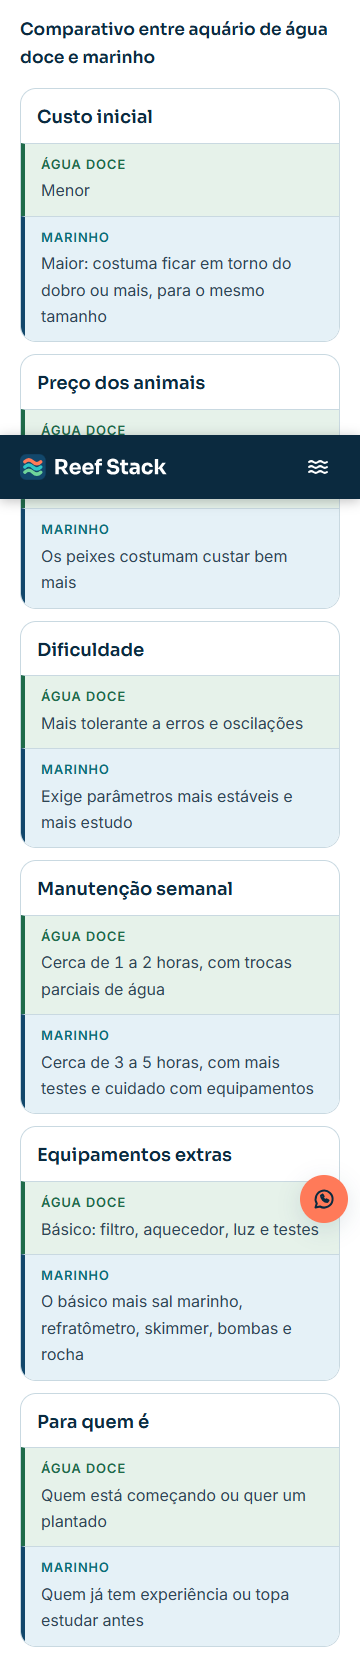 Comparativo entre aquário de água
doce e marinho
Custo inicial
ÁGUA DOCE
Menor
MARINHO
Maior: costuma ficar em torno do
dobro ou mais, para o mesmo
tamanho
Preço dos animais
ÁGUA DOCE
Reef Stack
MARINHO
Os peixes costumam custar bem
mais
Dificuldade
ÁGUA DOCE
Mais tolerante a erros e oscilações
MARINHO
Exige parâmetros mais estáveis e
mais estudo
Manutenção semanal
ÁGUA DOCE
Cerca de 1 a 2 horas, com trocas
parciais de água
MARINHO
Cerca de 3 a 5 horas, com mais
testes e cuidado com equipamentos
Equipamentos extras
ÁGUA DOCE
Básico: filtro, aquecedor, luz e testes
MARINHO
O básico mais sal marinho,
refratômetro, skimmer, bombas e
rocha
Para quem é
ÁGUA DOCE
Quem está começando ou quer um
plantado
MARINHO
Quem já tem experiência ou topa
estudar antes